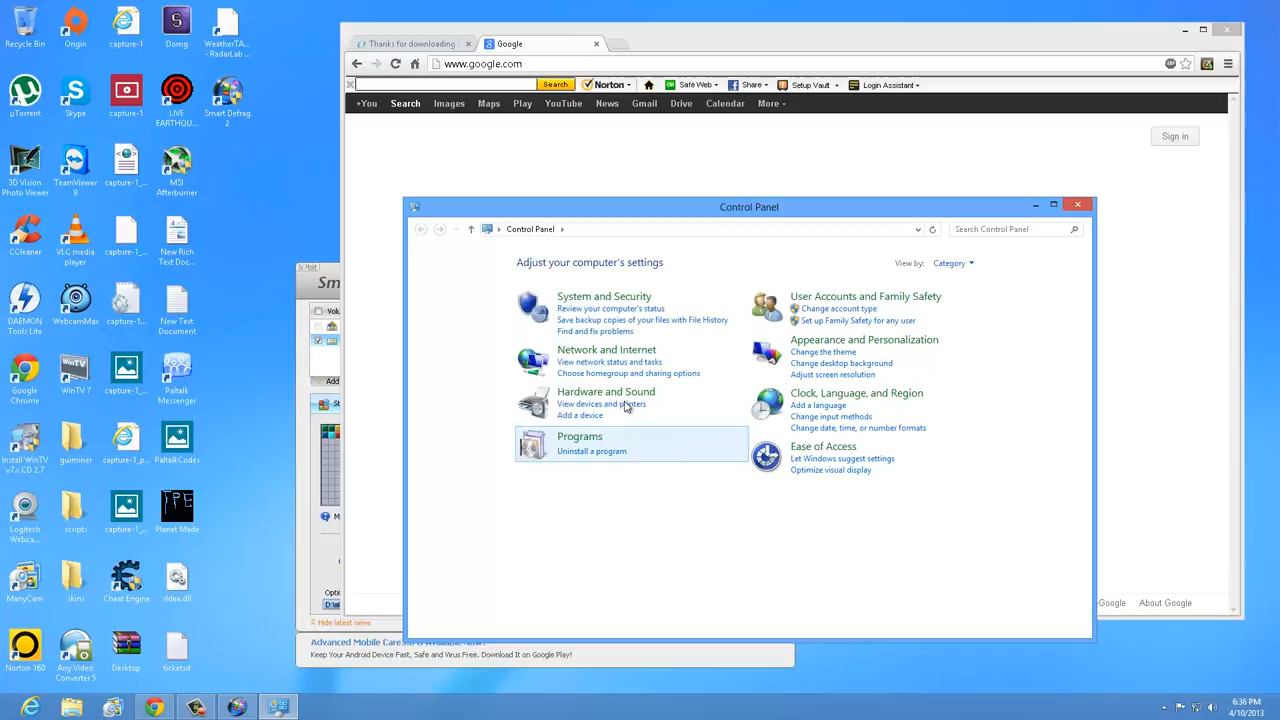 Recycle Bin
Origin
capture-1
Domg
WeatherTA...
- RadarLab ...
µTorrent
Skype
capture-1
LIVE
EARTHQU...
Smart Defrag
2
3D Vision
Photo Viewer
TeamViewer
8
capture-1_...
MSI
Afterburner
CCleaner
VLC media
player
capture-1_...
New Rich
Text Doc...
DAEMON
Tools Lite
WebcamMax
capture-1_...
New Text
Document
Google
Chrome
WinTV 7
capture-1_...
Paltalk
Messenger
Install WinTV
v7.x CD 2.7
guiminer
capture-1_p...
PaltalkCodes
Logitech
Webca...
scripts
capture-1_...
Planet Made
ManyCam
skins
Cheat Engine
rldea.dll
Norton 360
Any Video
Converter 5
Desktop
ticketsd
Thanks for downloading
Google
www.google.com
Search
Norton
Safe Web
Share
Setup Vault
Login Assistant
+You
Search
Images
Maps
Play
YouTube
News
Gmail
Drive
Calendar
More
Sign in
Control Panel
Control Panel
Search Control Panel
Adjust your computer's settings
View by:
Category
System and Security
Review your computer's status
Save backup copies of your files with File History
Find and fix problems
Network and Internet
View network status and tasks
Choose homegroup and sharing options
Hardware and Sound
View devices and printers
Add a device
Programs
Uninstall a program
User Accounts and Family Safety
Change account type
Set up Family Safety for any user
Appearance and Personalization
Change the theme
Change desktop background
Adjust screen resolution
Clock, Language, and Region
Add a language
Change input methods
Change date, time, or number formats
Ease of Access
Let Windows suggest settings
Optimize visual display
Google
About Google
Sm
Volu
Add
St
M
Opti
D:\a
Hide latest news
Advanced Mobile Care
is Available Now!
Keep Your Android Device Fast, Safe and Virus Free. Download It on Google Play!
6:36 PM
4/10/2013